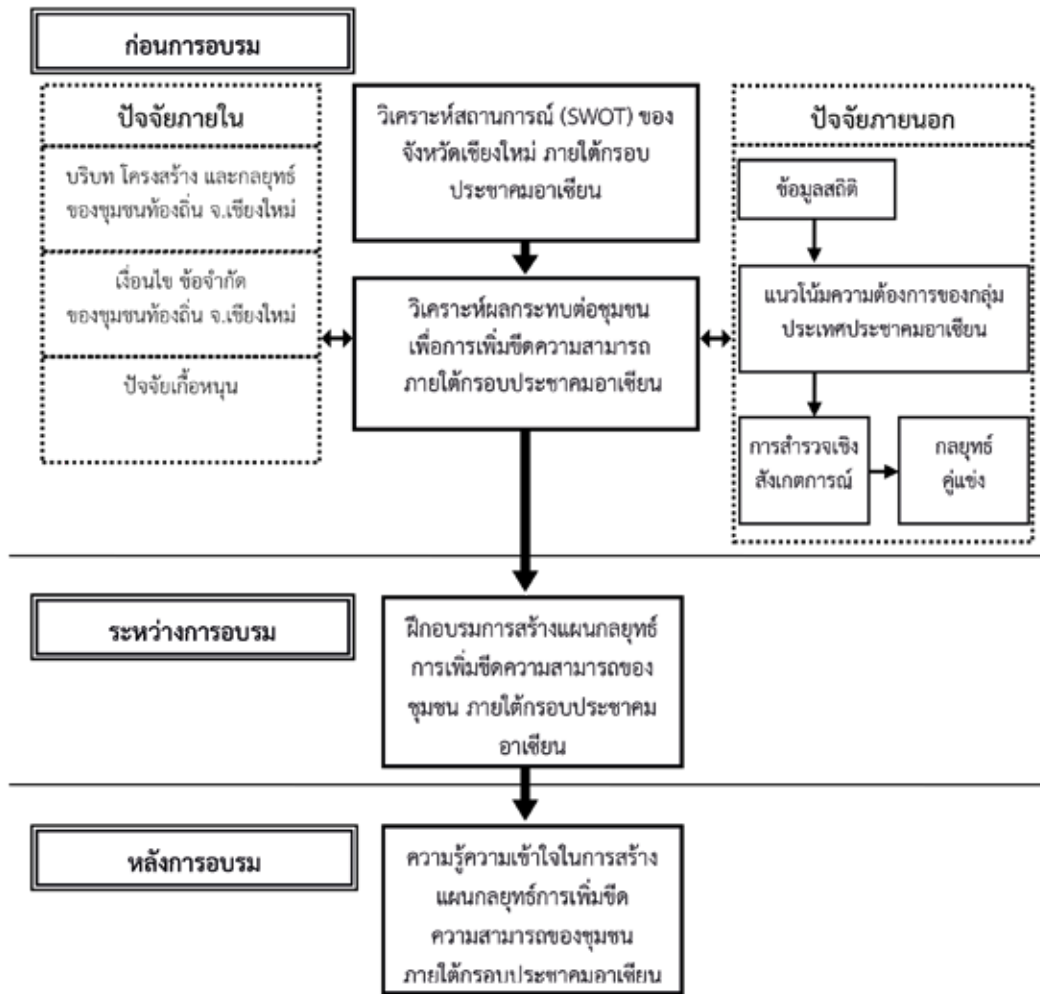 ก่อนการอบรม
ปัจจัยภายใน
บริบท โครงสร้าง และกลยุทธ์
ของชุมชนท้องถิ่น จ.เชียงใหม่
เงื่อนไข ข้อจำกัด
ของชุมชนท้องถิ่น จ.เชียงใหม่
ปัจจัยเกื้อหนุน
วิเคราะห์สถานการณ์ (SWOT) ของ
จังหวัดเชียงใหม่ ภายใต้กรอบ
ประชาคมอาเซียน
วิเคราะห์ผลกระทบต่อชุมชน
เพื่อการเพิ่มขีดความสามารถ
ภายใต้กรอบประชาคมอาเซียน
ปัจจัยภายนอก
ข้อมูลสถิติ
แนวโน้มความต้องการของกลุ่ม
ประเทศประชาคมอาเซียน
การสำรวจเชิง
สังเกตการณ์
กลยุทธ์
คู่แข่ง
ระหว่างการอบรม
ฝึกอบรมการสร้างแผนกลยุทธ์
การเพิ่มขีดความสามารถของ
ชุมชน ภายใต้กรอบประชาคม
อาเซียน
หลังการอบรม
ความรู้ความเข้าใจในการสร้าง
แผนกลยุทธ์การเพิ่มขีด
ความสามารถของชุมชน
ภายใต้กรอบประชาคมอาเซียน